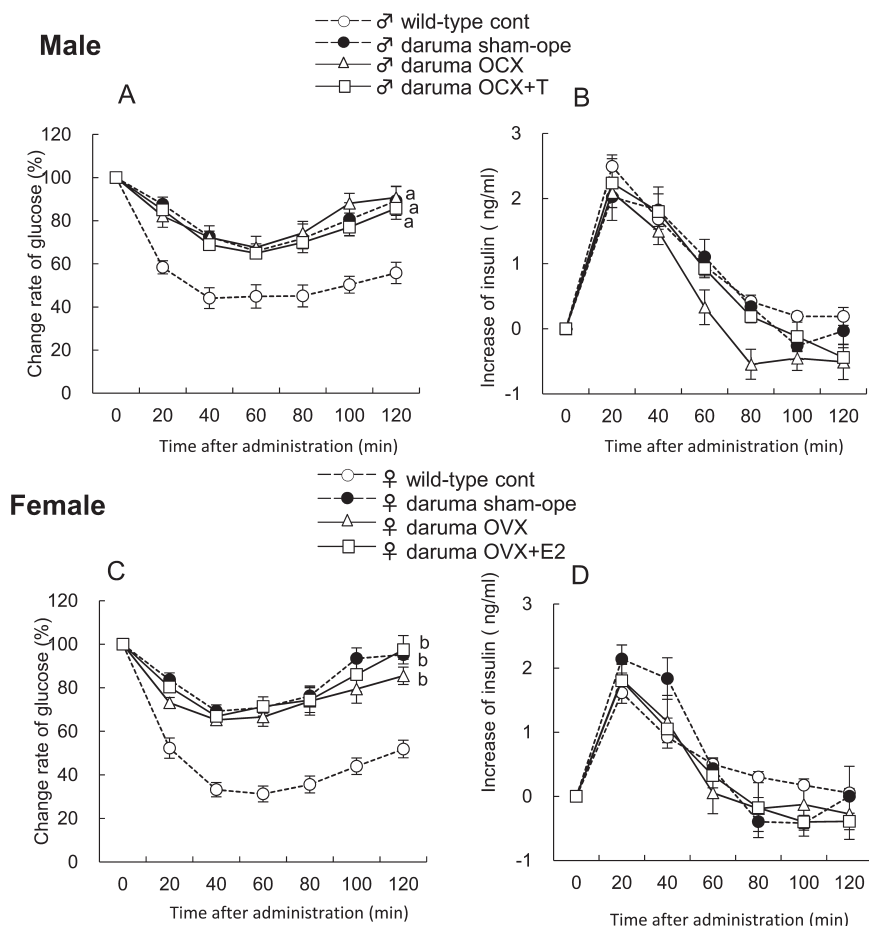 Male
♂ wild-type cont
♂ daruma sham-ope
♂ daruma OCX
♂ daruma OCX+T
A
B
Change rate of glucose (%)
120
100
80
60
40
20
0
a
a
a
0 20 40 60 80 100 120
Time after administration (min)
Increase of insulin ( ng/ml)
3
2
1
0
-1
0 20 40 60 80 100 120
Time after administration (min)
Female
♀ wild-type cont
♀ daruma sham-ope
♀ daruma OVX
♀ daruma OVX+E2
C
D
Change rate of glucose (%)
120
100
80
60
40
20
0
b
b
b
0 20 40 60 80 100 120
Time after administration (min)
Increase of insulin ( ng/ml)
3
2
1
0
-1
0 20 40 60 80 100 120
Time after administration (min)